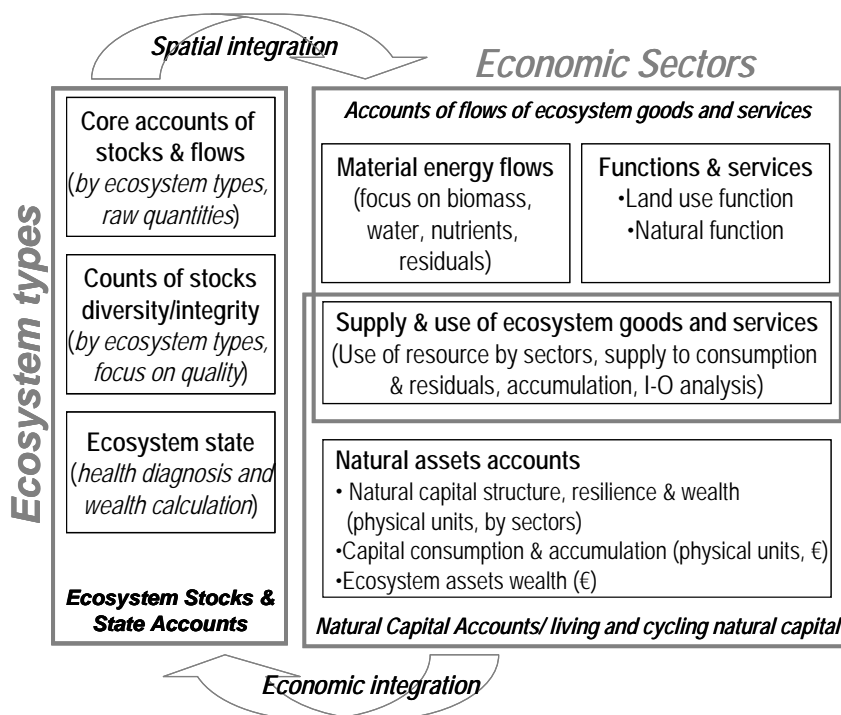 Spatial integration
Economic Sectors
Ecosystem types
Core accounts of
stocks & flows
(by ecosystem types,
raw quantities)
Counts of stocks
diversity/integrity
(by ecosystem types,
focus on quality)
Ecosystem state
(health diagnosis and
wealth calculation)
Ecosystem Stocks &
State Accounts
Accounts of flows of ecosystem goods and services
Material energy flows
(focus on biomass,
water, nutrients,
residuals)
Functions & services
•Land use function
•Natural function
Supply & use of ecosystem goods and services
(Use of resource by sectors, supply to consumption
& residuals, accumulation, I-O analysis)
Natural assets accounts
• Natural capital structure, resilience & wealth
(physical units, by sectors)
•Capital consumption & accumulation (physical units, €)
•Ecosystem assets wealth (€)
Natural Capital Accounts/ living and cycling natural capital
Economic integration